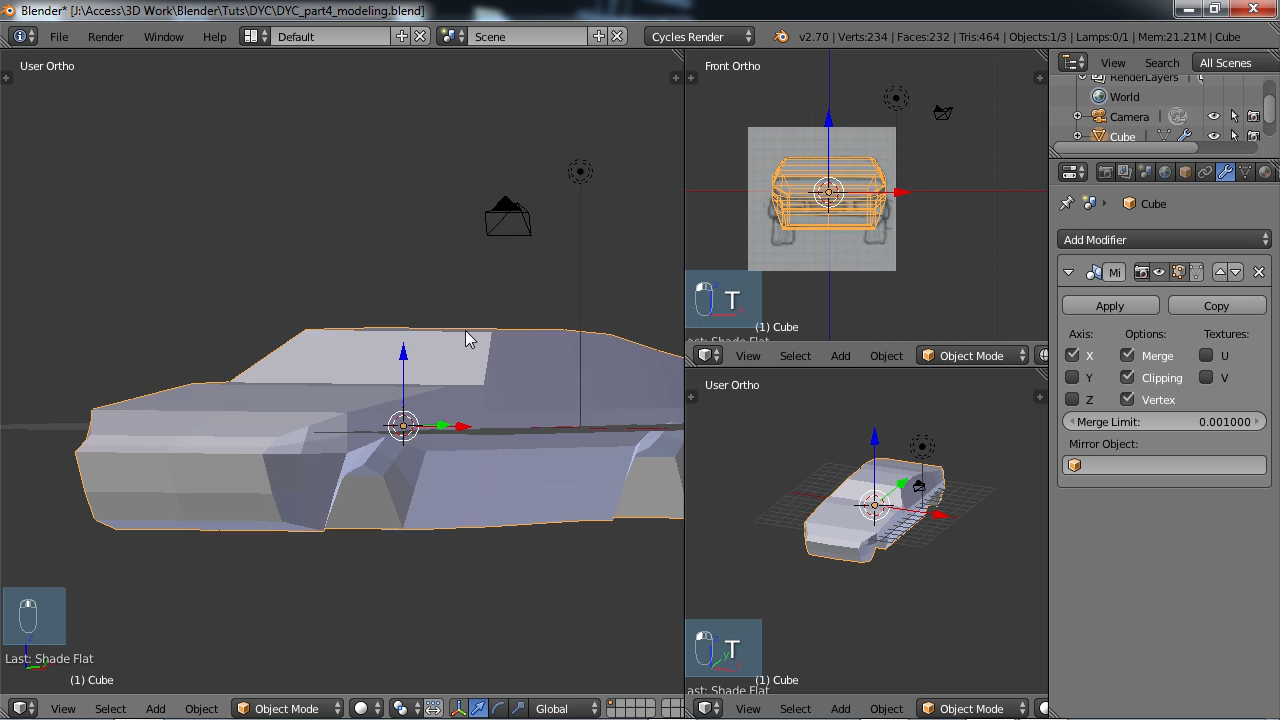 Blender* [J:\Access\3D Work\Blender\Tuts\DYC\DYC_part4_modeling.blend]
File Render Window Help Default Scene Cycles Render v2.70 | Verts:234 | Faces:232 | Tris:464 | Objects:1/3 | Lamps:0/1 | Mem:21.21M | Cube
User Ortho
Last: Shade Flat
(1) Cube
View Select Add Object Object Mode Global
Front Ortho
T
(1) Cube
View Select Add Object Object Mode
User Ortho
T
(1) Cube
ast: Shade Flat
View Select Add Object Object Mode
View Search All Scenes
RenderLayers
World
Camera
Cube
Cube
Add Modifier
Mi
Apply Copy
Axis: Options: Textures:
X Merge U
Y Clipping V
Z Vertex
Merge Limit: 0.001000
Mirror Object: